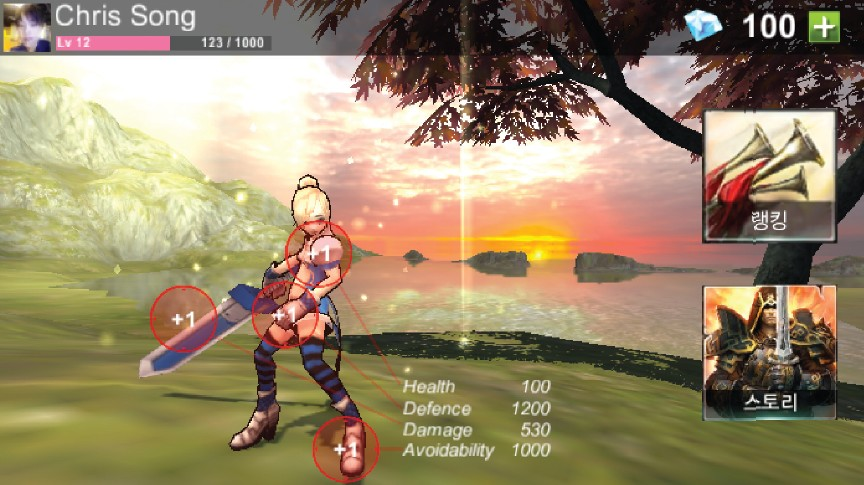 Chris Song
Lv 12
123 / 1000
100
랭킹
+1
+1
+1
스토리
Health 100
Defence 1200
Damage 530
Avoidability 1000
+1